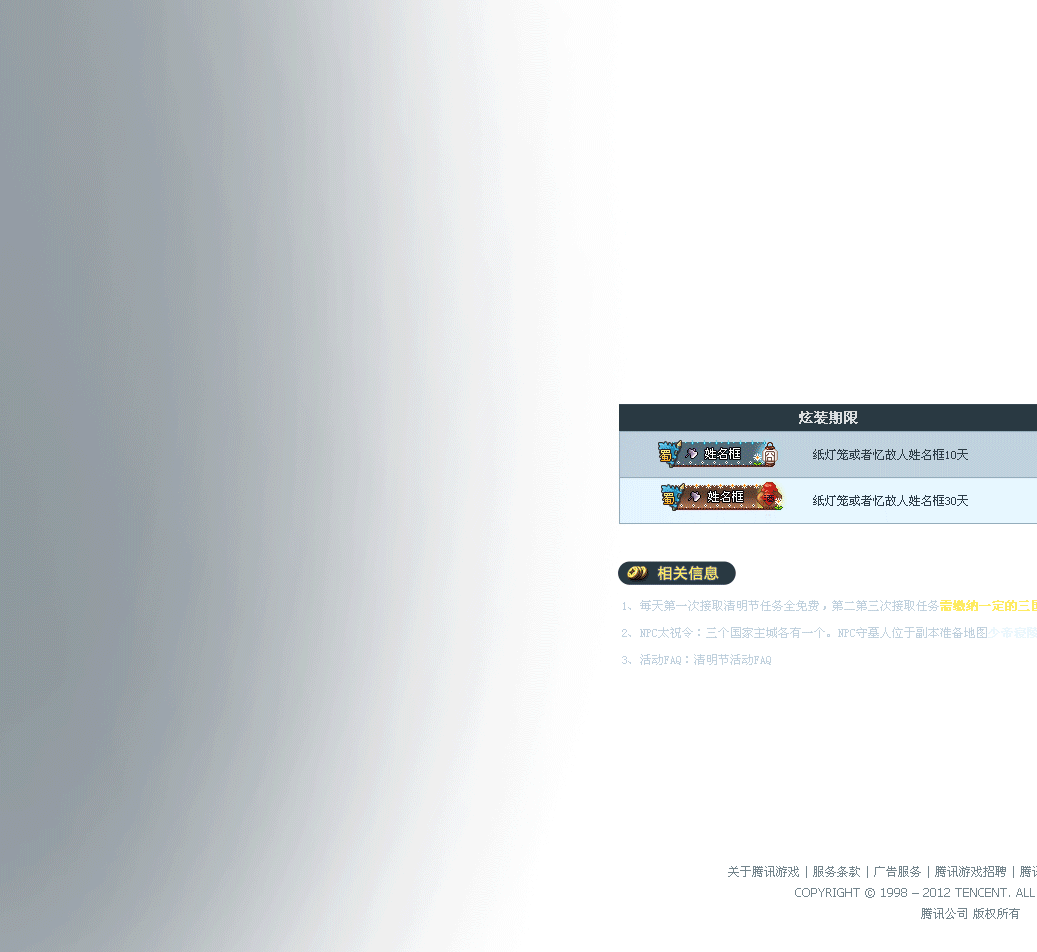 炫装期限
蜀 姓名框 纸灯笼或者忆故人姓名框10天
蜀 姓名框 纸灯笼或者忆故人姓名框30天
相关信息
1、每天第一次接取清明节任务全免费，第二第三次接取任务需缴纳一定的三
2、NPC太祝令：三个国家主城各有一个。NPC守墓人位于副本准备地图
3、活动FAQ：清明节活动FAQ
关于腾讯游戏 | 服务条款 | 广告服务 | 腾讯游戏招聘 | 腾
COPYRIGHT © 1998 – 2012 TENCENT. ALL
腾讯公司 版权所有